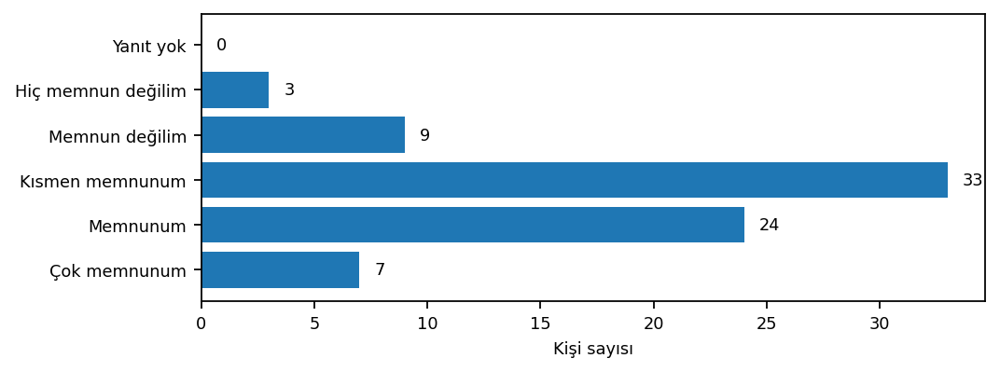 Yanıt yok 0
Hiç memnun değilim 3
Memnun değilim 9
Kısmen memnunum 33
Memnunum 24
Çok memnunum 7
0 5 10 15 20 25 30
Kişi sayısı